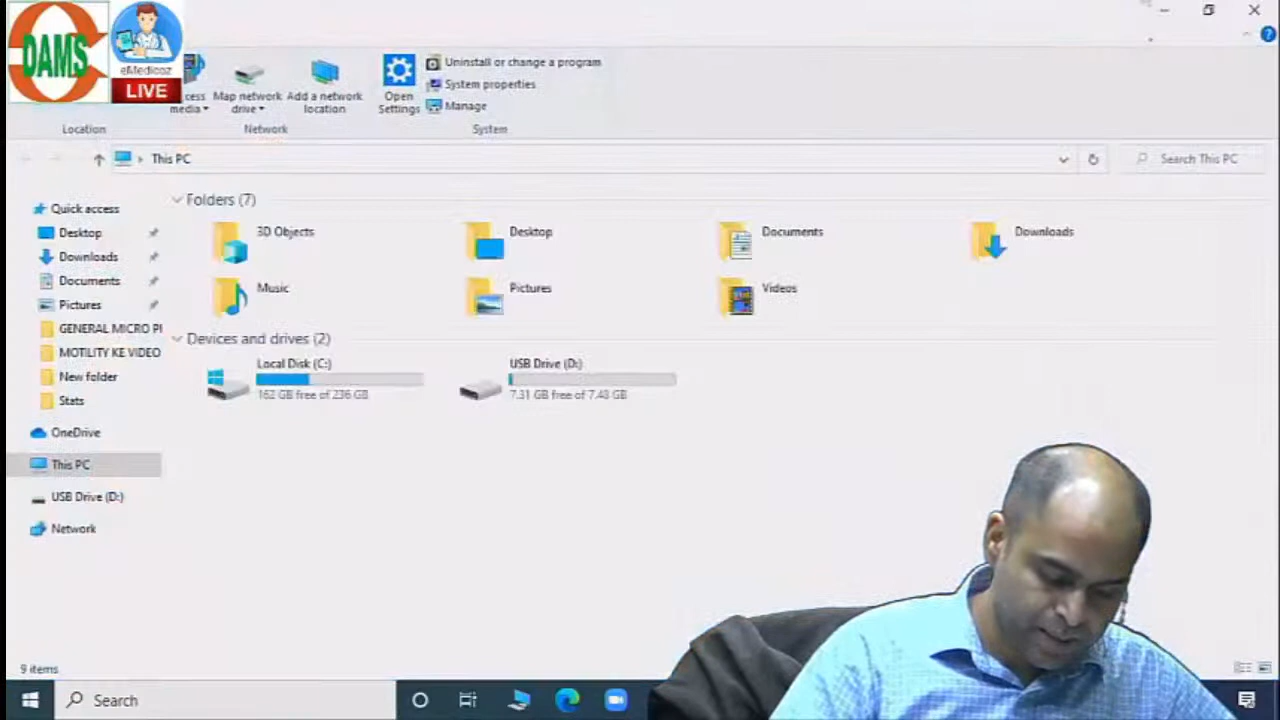 DAMS
eMedicoz
LIVE
cess media
Map network drive
Add a network location
Open Settings
Uninstall or change a program
System properties
Manage
Location
Network
System
This PC
Search This PC
Quick access
Desktop
Downloads
Documents
Pictures
GENERAL MICRO
MOTILITY KE VIDEO
New folder
Stats
OneDrive
This PC
USB Drive (D:)
Network
Folders (7)
3D Objects
Desktop
Documents
Downloads
Music
Pictures
Videos
Devices and drives (2)
Local Disk (C:)
162 GB free of 236 GB
USB Drive (D:)
7.31 GB free of 7.48 GB
9 items
Search